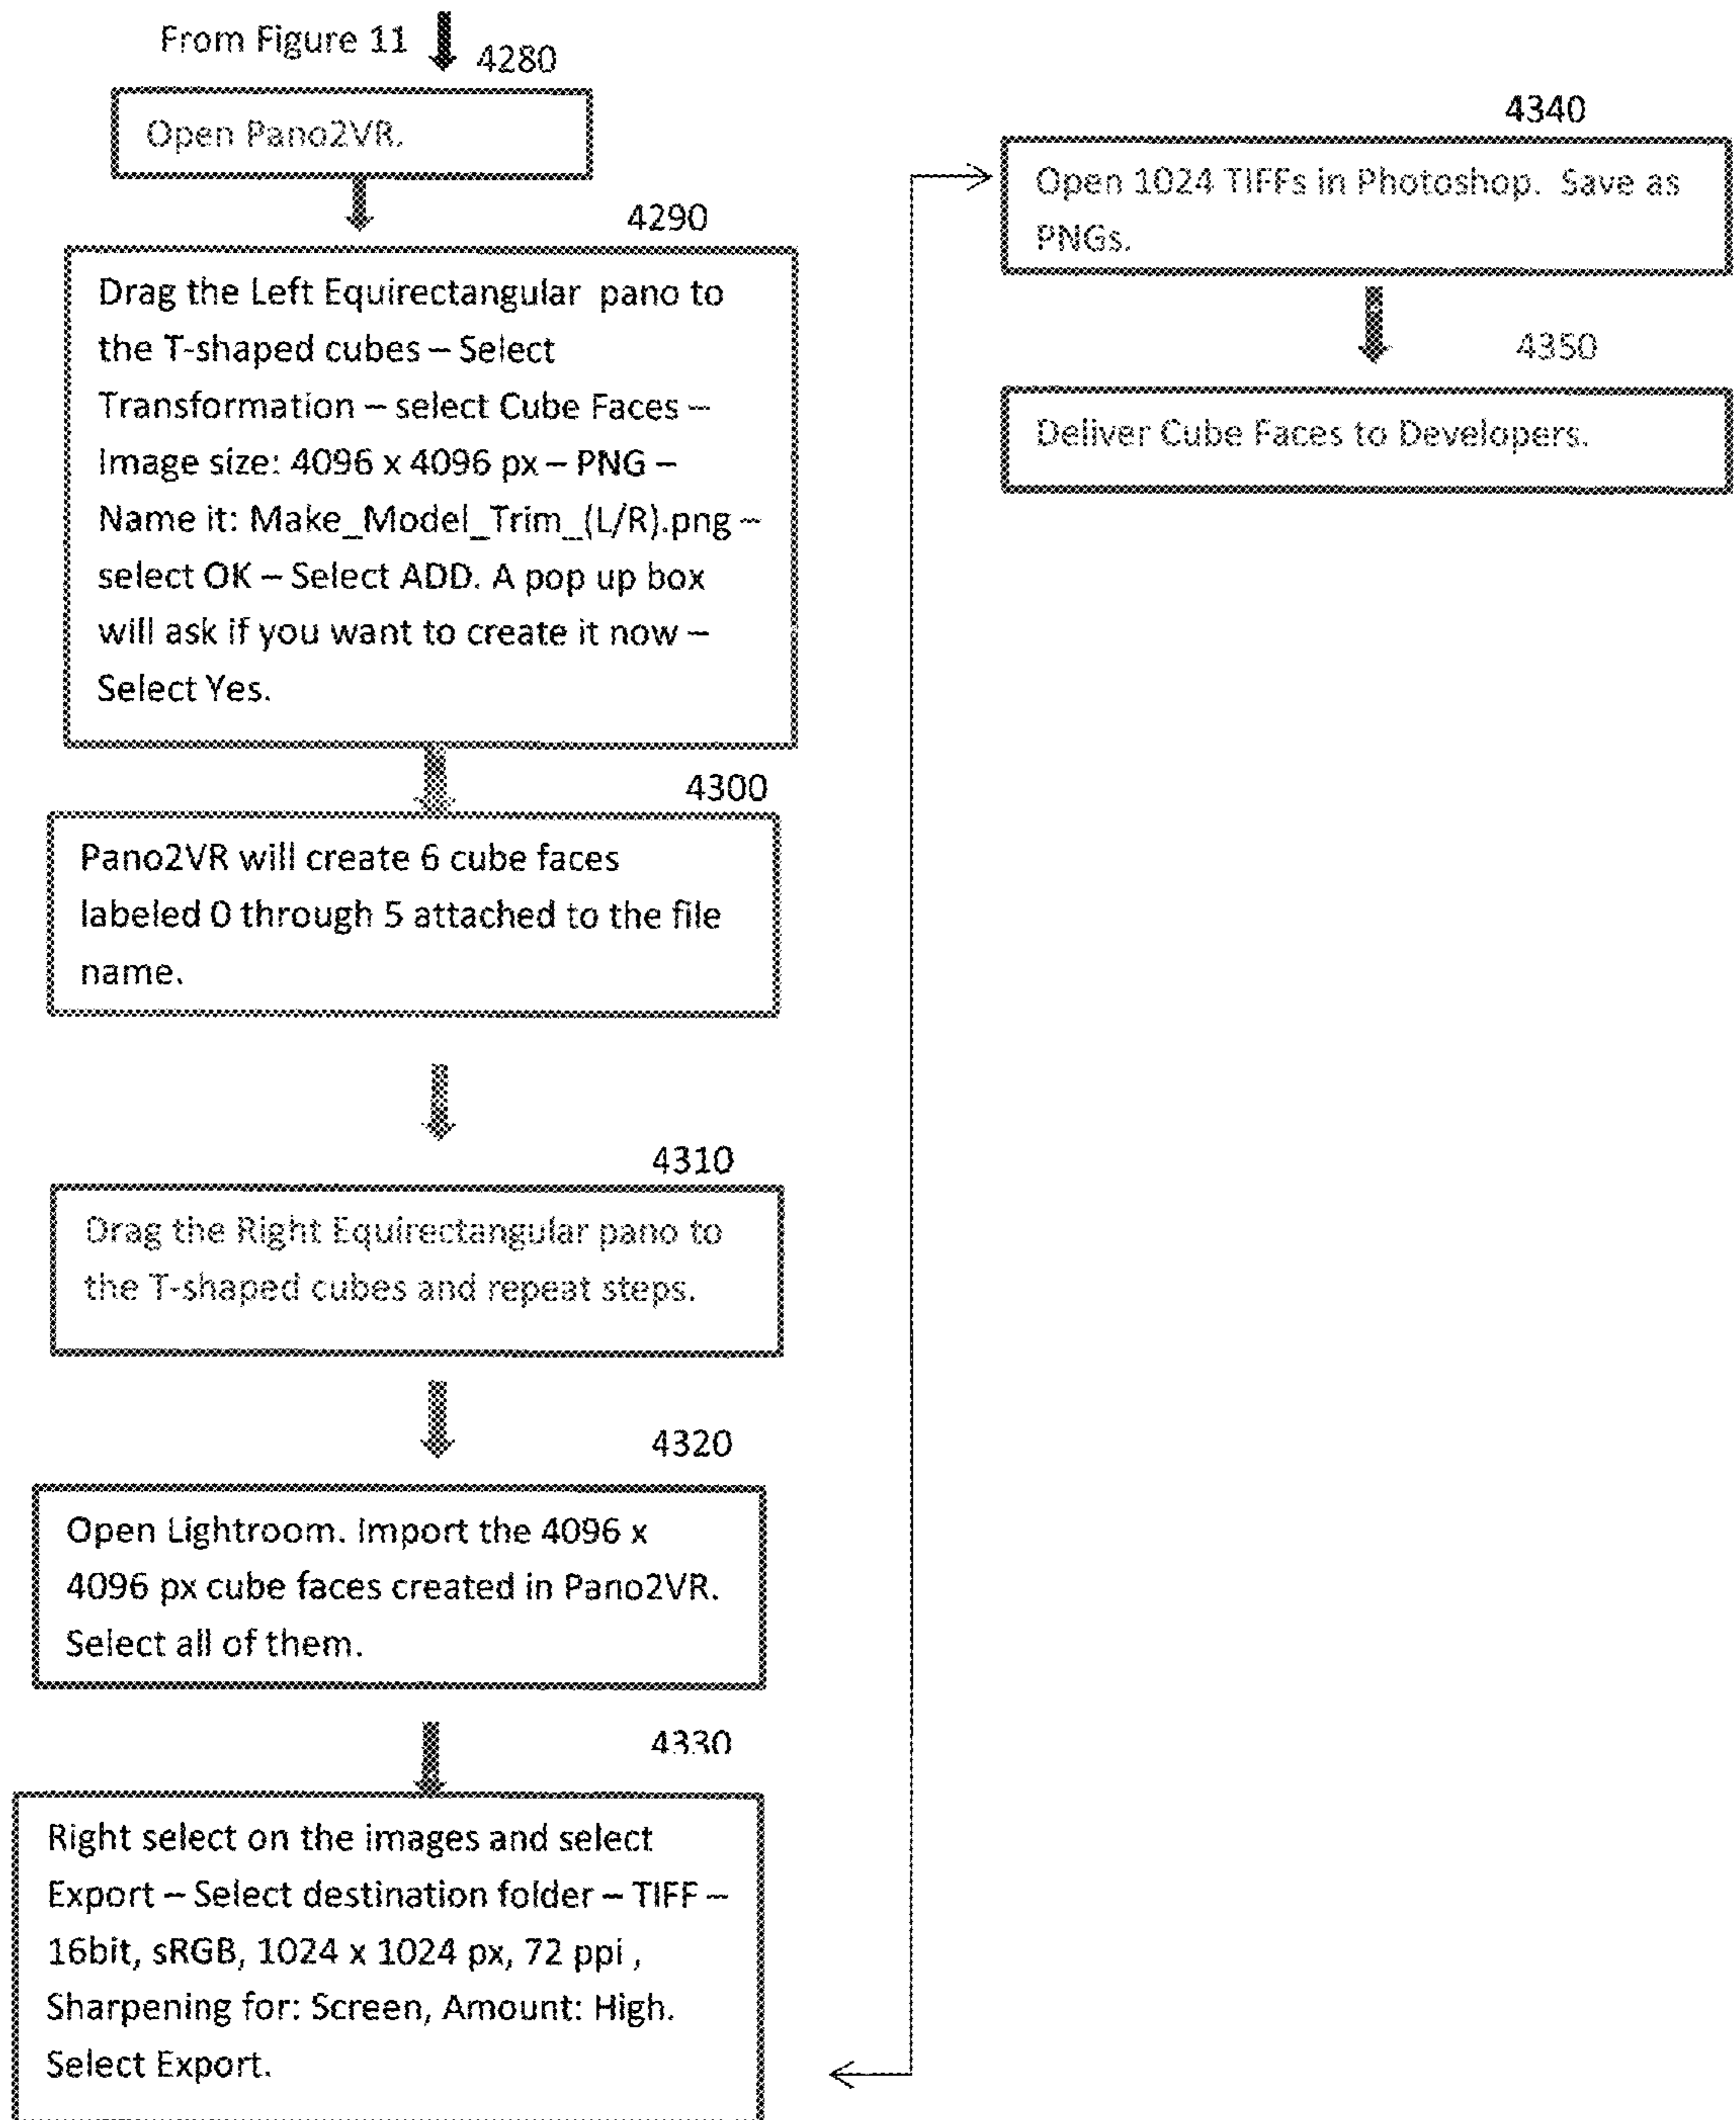 From Figure 11
4280
Open Pano2VR.
4290
Drag the Left Equirectangular pano to
the T-shaped cubes – Select
Transformation – select Cube Faces –
Image size: 4096 x 4096 px – PNG –
Name it: Make_Model_Trim_(L/R).png –
select OK – Select ADD. A pop up box
will ask if you want to create it now –
Select Yes.
4300
Pano2VR will create 6 cube faces
labeled 0 through 5 attached to the file
name.
4310
Drag the Right Equirectangular pano to
the T-shaped cubes and repeat steps.
4320
Open Lightroom. Import the 4096 x
4096 px cube faces created in Pano2VR.
Select all of them.
4330
Right select on the images and select
Export – Select destination folder – TIFF –
16bit, sRGB, 1024 x 1024 px, 72 ppi ,
Sharpening for: Screen, Amount: High.
Select Export.
4340
Open 1024 TIFFs in Photoshop. Save as
PNGs.
4350
Deliver Cube Faces to Developers.